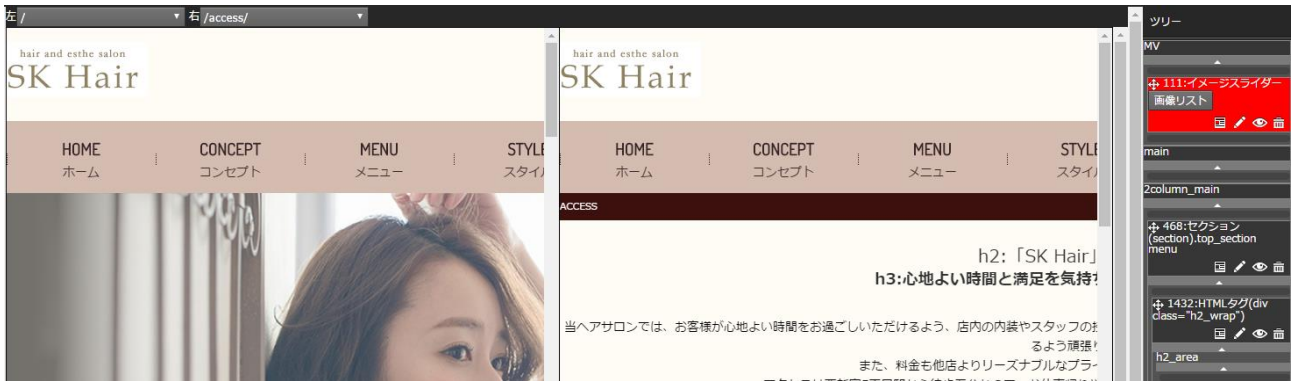 左 / 右 /access/
hair and esthe salon
SK Hair
HOME
ホーム
CONCEPT
コンセプト
MENU
メニュー
STYLE
スタイ
hair and esthe salon
SK Hair
HOME
ホーム
CONCEPT
コンセプト
MENU
メニュー
STYLE
スタイ
ACCESS
h2:「SK Hair」
h3:心地よい時間と満足を気持ち
当ヘアサロンでは、お客様が心地よい時間をお過ごしいただけるよう、店内の内装やスタッフの
るよう頑張り
また、料金も他店よりリーズナブルなプライ
ツリー
MV
111:イメージスライダー
画像リスト
main
2column_main
468:セクション
(section).top_section
menu
1432:HTMLタグ(div
class="h2_wrap")
h2_area